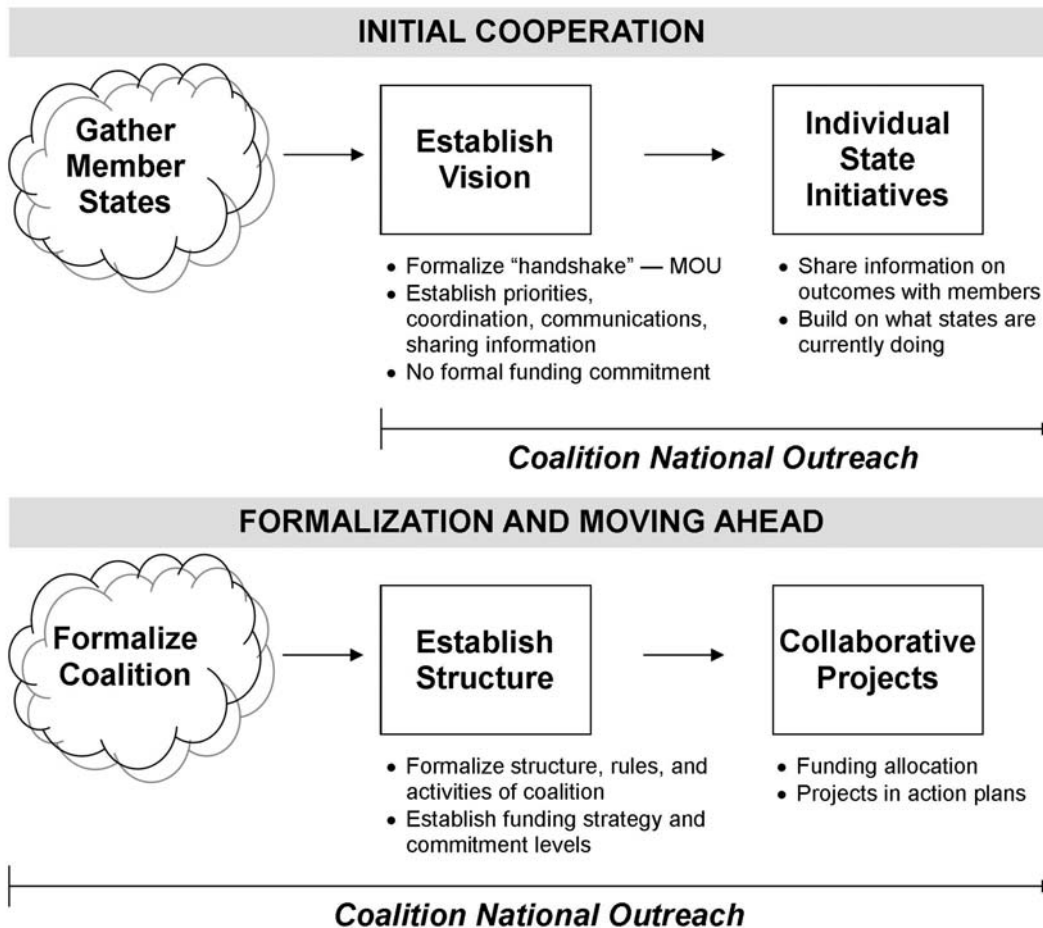 INITIAL COOPERATION
Gather
Member
States
Establish
Vision
Individual
State
Initiatives
• Formalize “handshake” — MOU
• Establish priorities,
coordination, communications,
sharing information
• No formal funding commitment
• Share information on
outcomes with members
• Build on what states are
currently doing
Coalition National Outreach
FORMALIZATION AND MOVING AHEAD
Formalize
Coalition
Establish
Structure
Collaborative
Projects
• Formalize structure, rules, and
activities of coalition
• Establish funding strategy and
commitment levels
• Funding allocation
• Projects in action plans
Coalition National Outreach